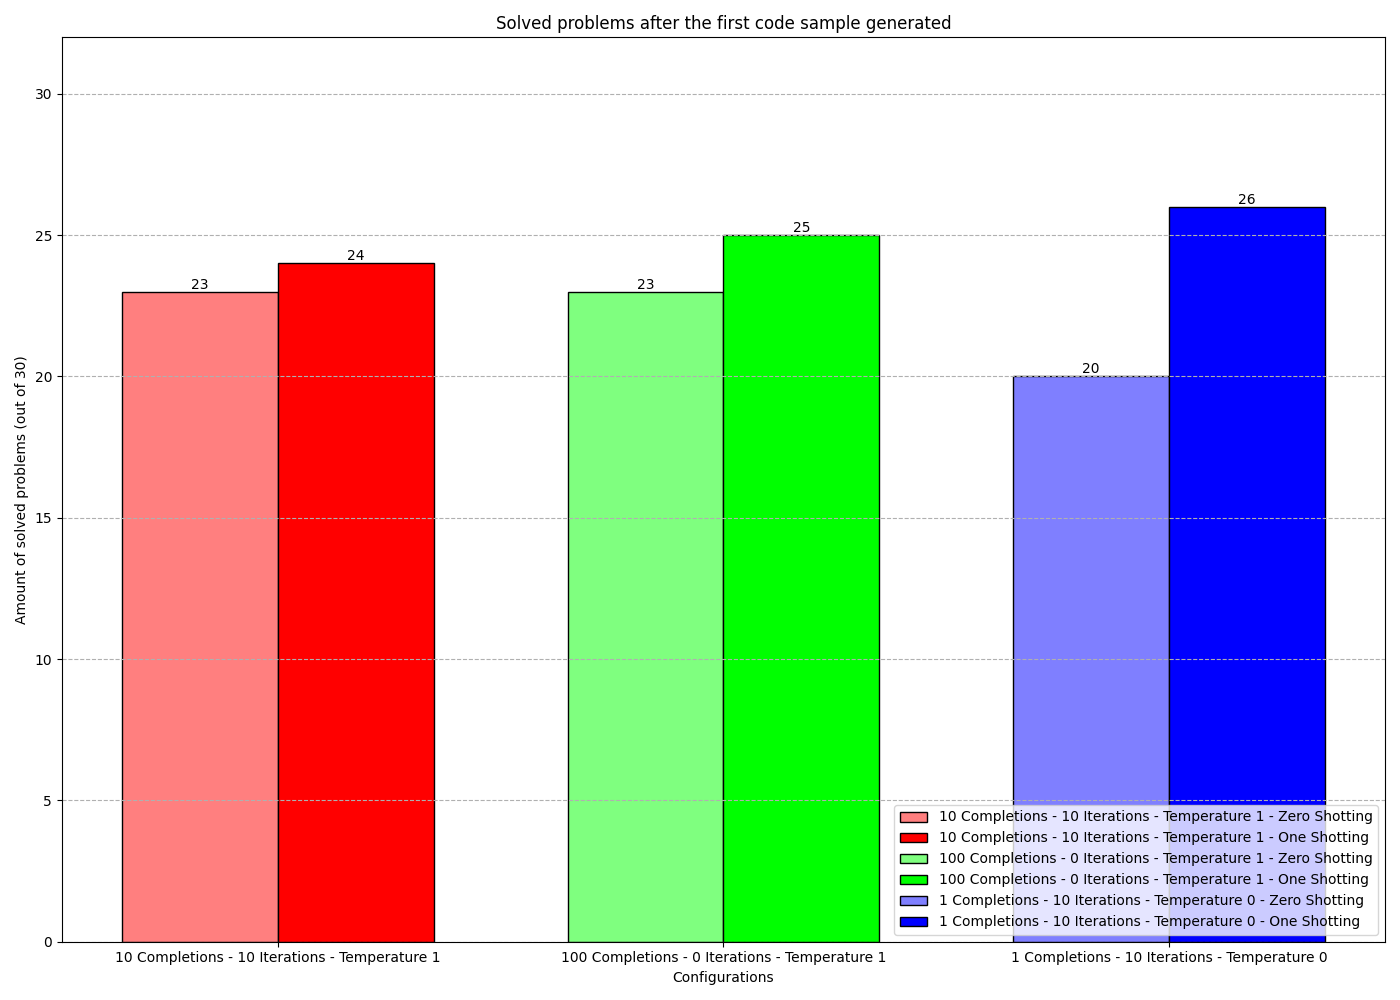 Solved problems after the first code sample generated
Amount of solved problems (out of 30)
30
25
20
15
10
5
0
23
24
23
25
20
26
10 Completions - 10 Iterations - Temperature 1 - Zero Shotting
10 Completions - 10 Iterations - Temperature 1 - One Shotting
100 Completions - 0 Iterations - Temperature 1 - Zero Shotting
100 Completions - 0 Iterations - Temperature 1 - One Shotting
1 Completions - 10 Iterations - Temperature 0 - Zero Shotting
1 Completions - 10 Iterations - Temperature 0 - One Shotting
10 Completions - 10 Iterations - Temperature 1
100 Completions - 0 Iterations - Temperature 1
1 Completions - 10 Iterations - Temperature 0
Configurations